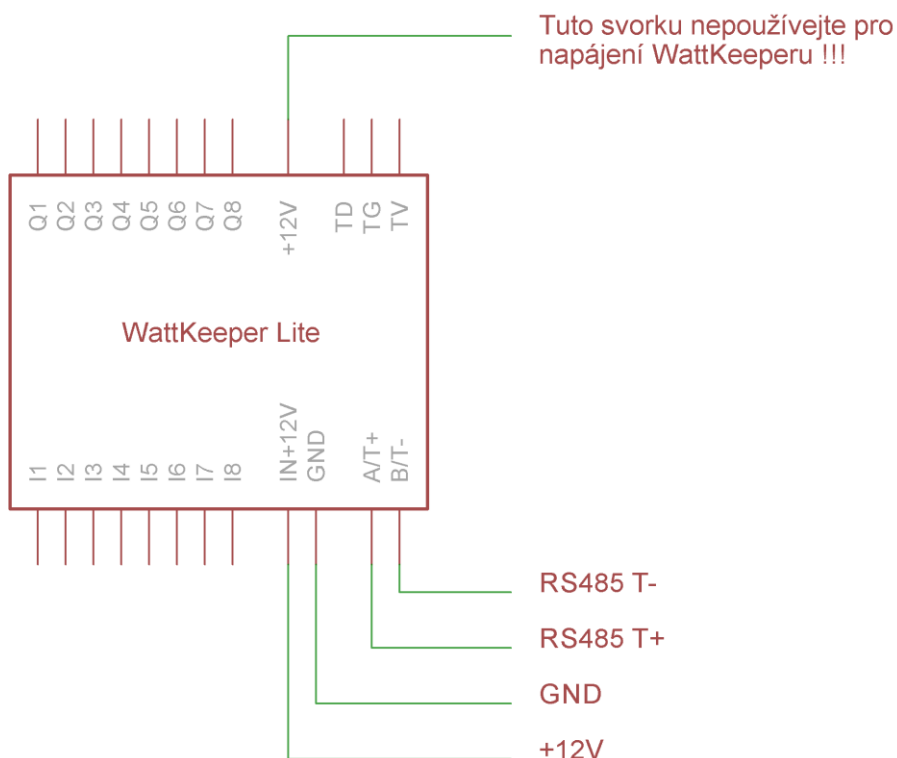 Tuto svorku nepoužívejte pro
napájení WattKeeperu !!!
Q1
Q2
Q3
Q4
Q5
Q6
Q7
Q8
+12V
TD
TG
TV
WattKeeper Lite
I1
I2
I3
I4
I5
I6
I7
I8
IN+12V
GND
A/T+
B/T-
RS485 T-
RS485 T+
GND
+12V